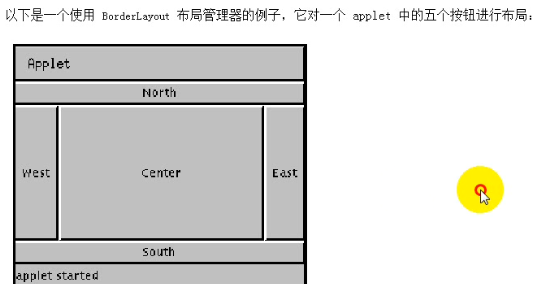 以下是一个使用 BorderLayout 布局管理器的例子，它对一个 applet 中的五个按钮进行布局：
Applet
North
West
Center
East
South
applet started